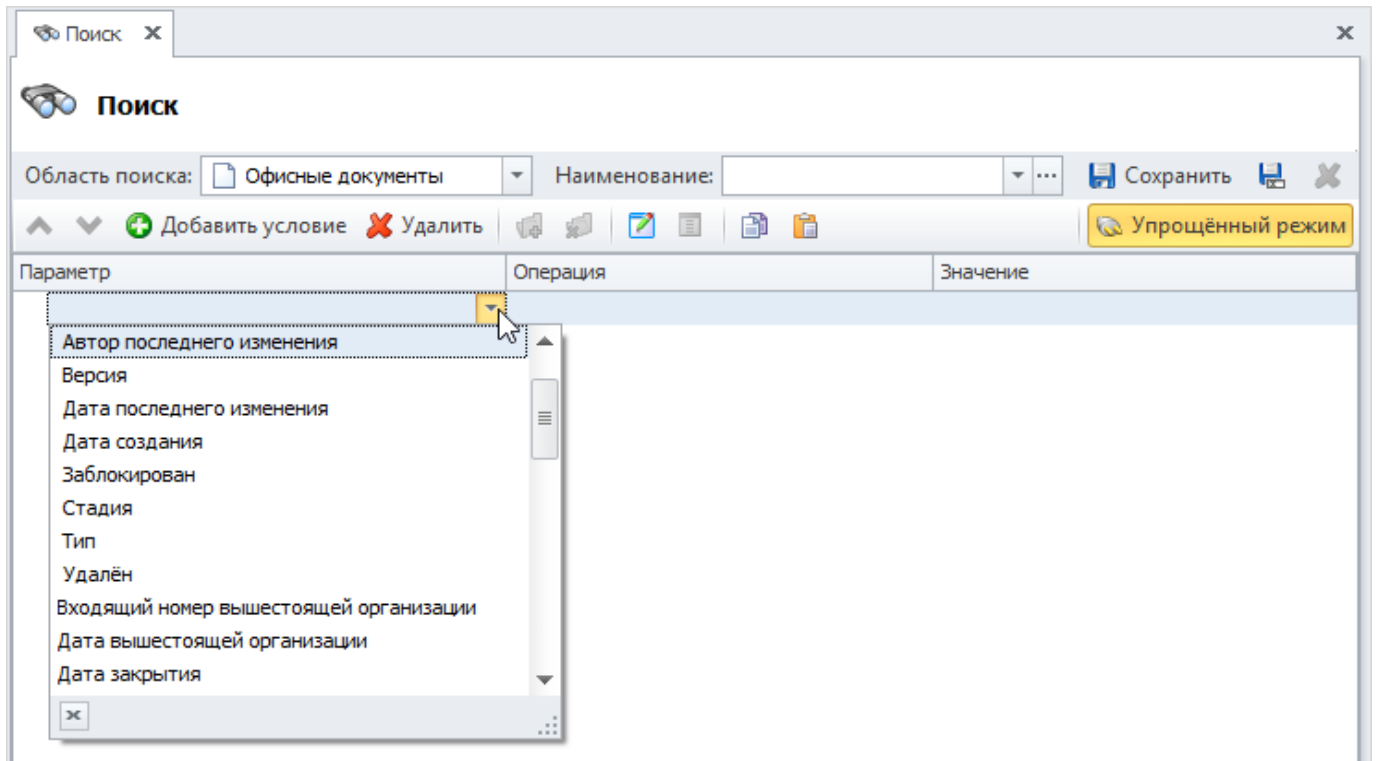 Поиск
Поиск
Область поиска: Офисные документы Наименование: Сохранить
Добавить условие Удалить Упрощённый режим
Параметр Операция Значение
Автор последнего изменения
Версия
Дата последнего изменения
Дата создания
Заблокирован
Стадия
Тип
Удалён
Входящий номер вышестоящей организации
Дата вышестоящей организации
Дата закрытия